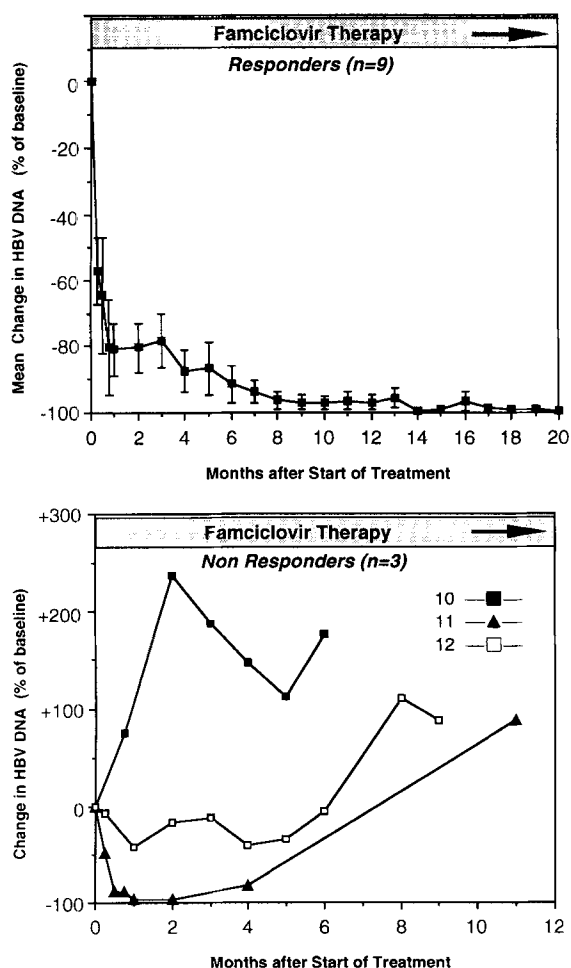 Famciclovir Therapy
Responders (n=9)
Mean Change in HBV DNA (% of baseline)
0
-20
-40
-60
-80
-100
0 2 4 6 8 10 12 14 16 18 20
Months after Start of Treatment
Famciclovir Therapy
Non Responders (n=3)
Change in HBV DNA (% of baseline)
+300
+200
+100
0
-100
10
11
12
0 2 4 6 8 10 12
Months after Start of Treatment